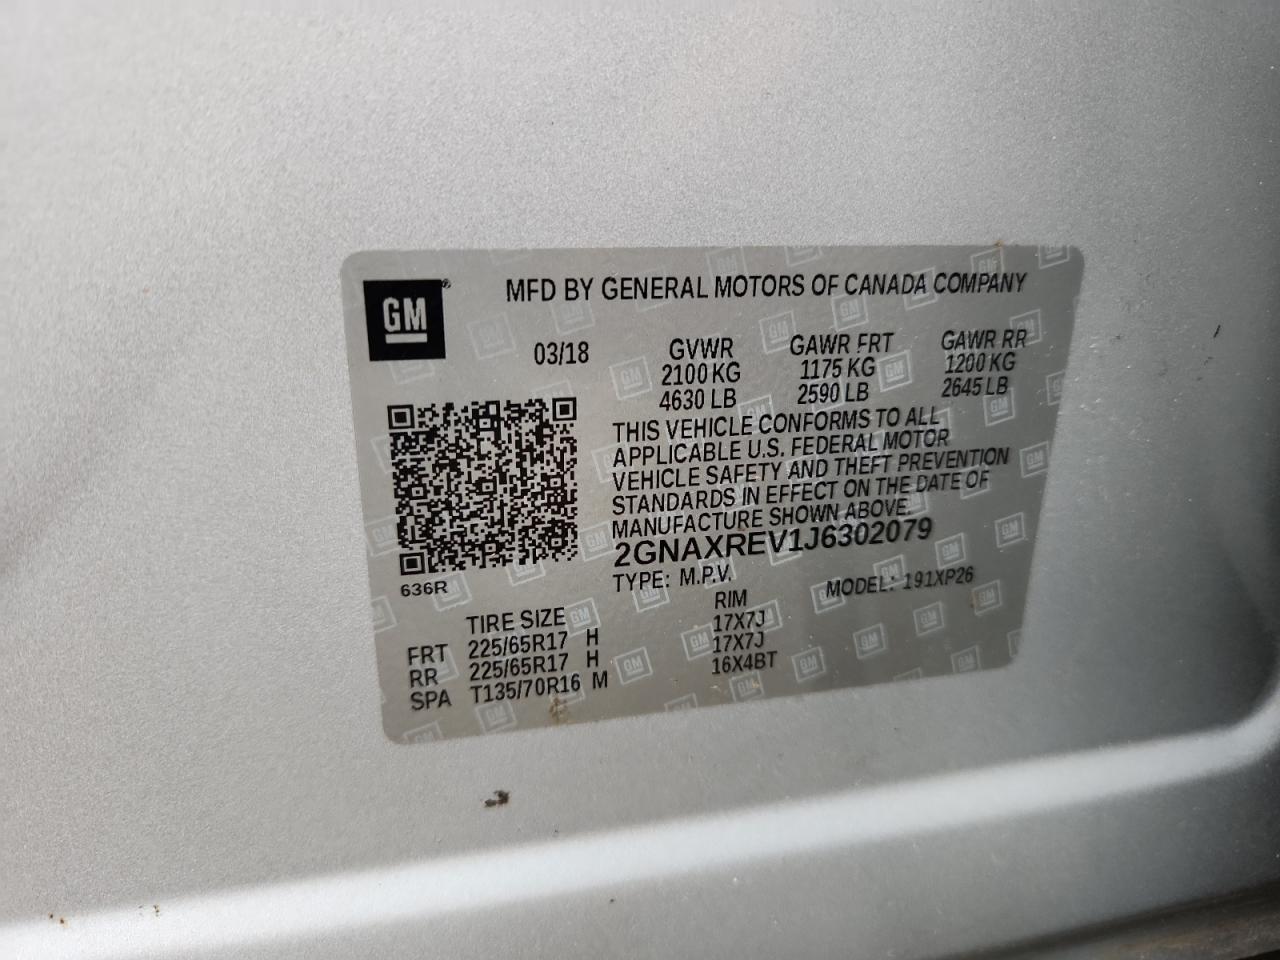 GM
MFD BY GENERAL MOTORS OF CANADA COMPANY
03/18
GVWR GAWR FRT GAWR RR
2100 KG 1175 KG 1200 KG
4630 LB 2590 LB 2645 LB
THIS VEHICLE CONFORMS TO ALL
APPLICABLE U.S. FEDERAL MOTOR
VEHICLE SAFETY AND THEFT PREVENTION
STANDARDS IN EFFECT ON THE DATE OF
MANUFACTURE SHOWN ABOVE.
2GNAXREV1J6302079
636R
TYPE: M.P.V. MODEL: 191XP26
TIRE SIZE RIM
FRT 225/65R17 H 17X7J
RR 225/65R17 H 17X7J
SPA T135/70R16 M 16X4BT